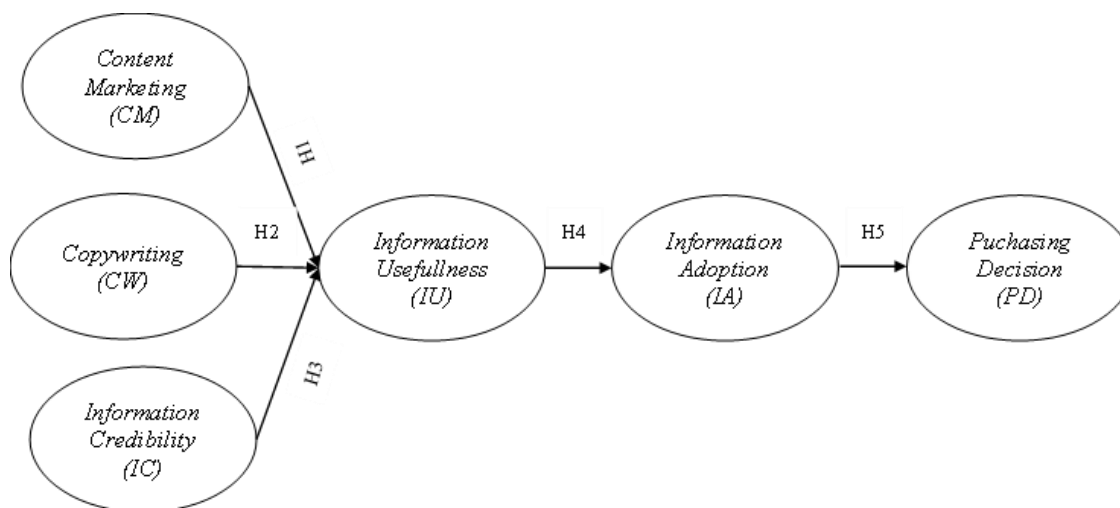 Content
Marketing
(CM)
H1
Copywriting
(CW)
H2
Information
Usefullness
(IU)
H4
Information
Adoption
(IA)
H5
Puchasing
Decision
(PD)
H3
Information
Credibility
(IC)